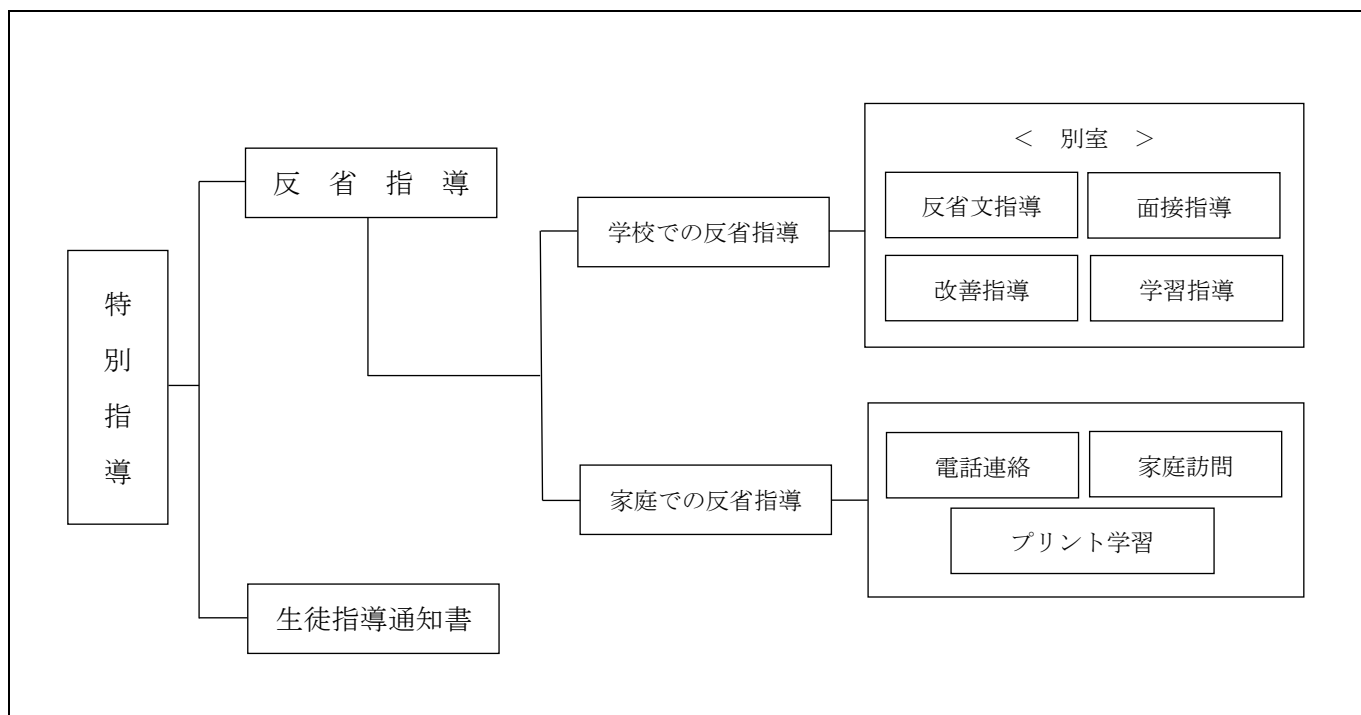 特別指導
反省指導
生徒指導通知書
学校での反省指導
家庭での反省指導
＜ 別室 ＞
反省文指導
面接指導
改善指導
学習指導
電話連絡
家庭訪問
プリント学習